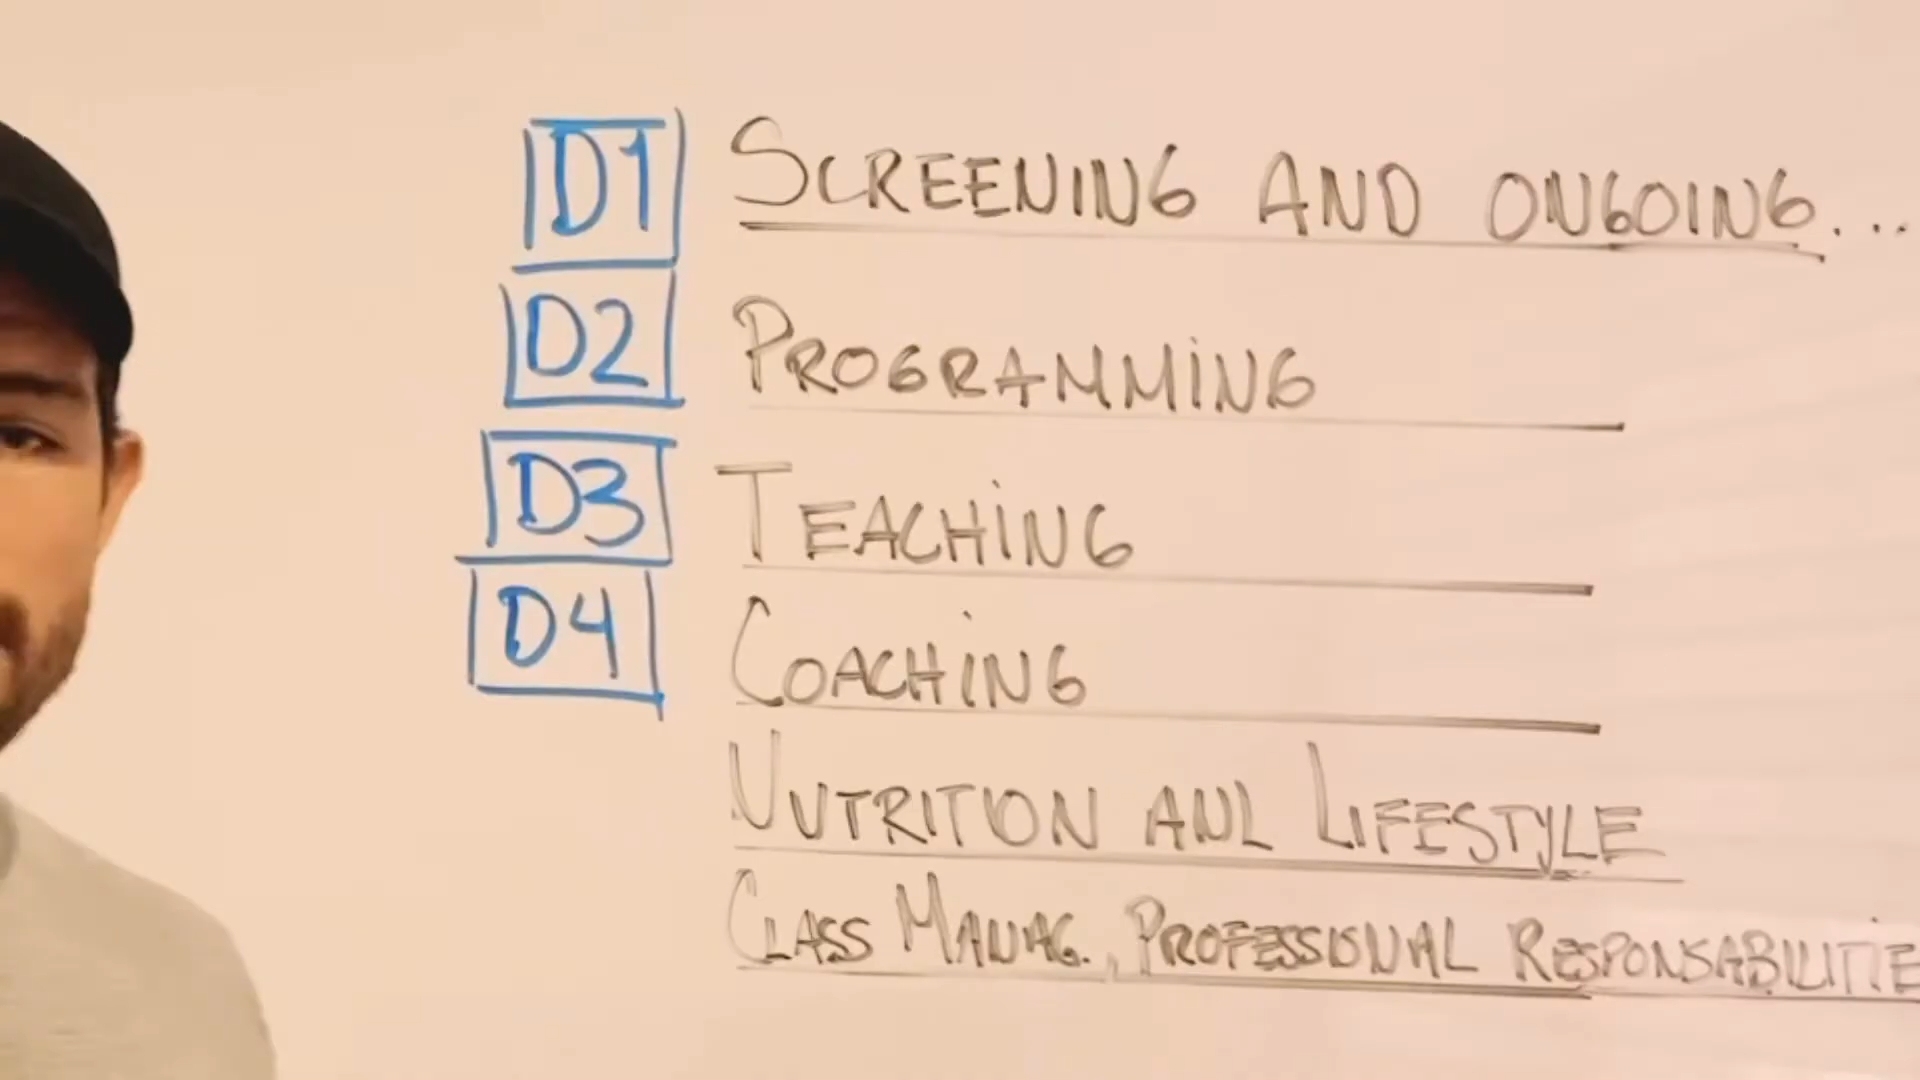 D1 SCREENING AND ONGOING...
D2 PROGRAMMING
D3 TEACHING
D4 COACHING
NUTRITION ANL LIFESTYLE
CLASS MANAG., PROFESSIONAL RESPONSABILITIE